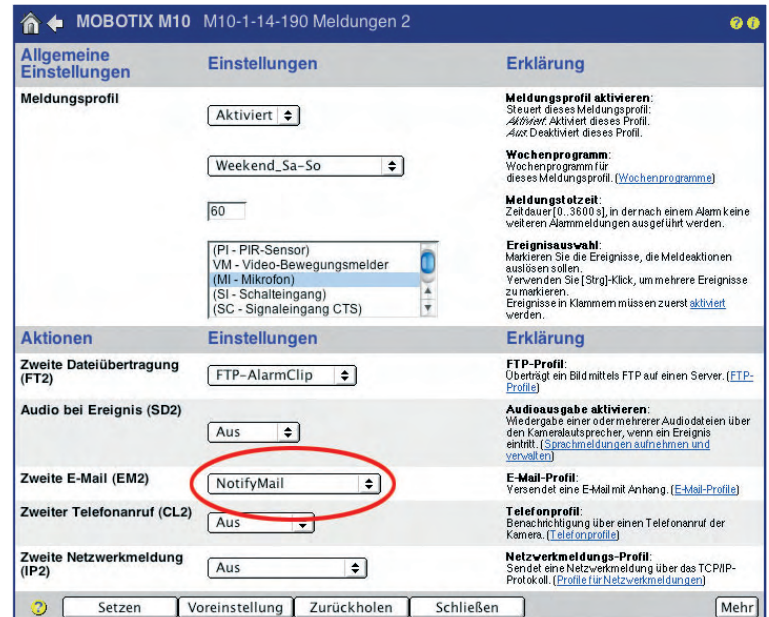 MOBOTIX M10 M10-1-14-190 Meldungen 2
Allgemeine
Einstellungen
Einstellungen
Erklärung
Meldungsprofil
Aktiviert
Meldungsprofil aktivieren:
Steuert dieses Meldungsprofil:
Aktiviert: Aktiviert dieses Profil.
Aus: Deaktiviert dieses Profil.
Weekend_Sa-So
Wochenprogramm:
Wochenprogramm für
dieses Meldungsprofil. (Wochenprogramme)
60
Meldungstotzeit:
Zeitdauer [0..3600 s], in der nach einem Alarm keine
weiteren Alarmmeldungen ausgeführt werden.
(PI - PIR-Sensor)
VM - Video-Bewegungsmelder
(MI - Mikrofon)
(SI - Schalteingang)
(SC - Signaleingang CTS)
Ereignisauswahl:
Markieren Sie die Ereignisse, die Meldeaktionen
auslösen sollen.
Verwenden Sie [Strg]-Klick, um mehrere Ereignisse
zu markieren.
Ereignisse in Klammern müssen zuerst aktiviert
werden.
Aktionen
Einstellungen
Erklärung
Zweite Dateiübertragung
(FT2)
FTP-AlarmClip
FTP-Profil:
Überträgt ein Bild mittels FTP auf einen Server. (FTP-
Profile)
Audio bei Ereignis (SD2)
Aus
Audioausgabe aktivieren:
Wiedergabe einer oder mehrerer Audiodateien über
den Kameralautsprecher, wenn ein Ereignis
eintritt. (Sprachmeldungen aufnehmen und
verwalten)
Zweite E-Mail (EM2)
NotifyMail
E-Mail-Profil:
Versendet eine E-Mail mit Anhang. (E-Mail-Profile)
Zweiter Telefonanruf (CL2)
Aus
Telefonprofil:
Benachrichtigung über einen Telefonanruf der
Kamera. (Telefonprofile)
Zweite Netzwerkmeldung
(IP2)
Aus
Netzwerkmeldungs-Profil:
Sendet eine Netzwerkmeldung über das TCP/IP-
Protokoll. (Profile für Netzwerkmeldungen)
Setzen
Voreinstellung
Zurückholen
Schließen
Mehr